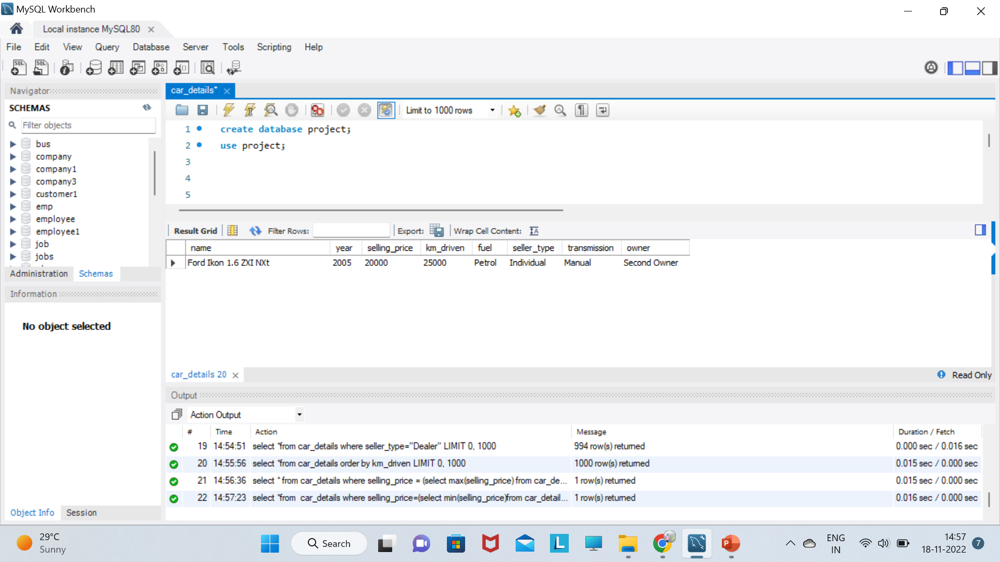 MySQL Workbench
Local instance MySQL80
File Edit View Query Database Server Tools Scripting Help
Navigator
SCHEMAS
Filter objects
bus
company
company1
company3
customer1
emp
employee
employee1
job
jobs
Administration Schemas
Information
No object selected
Object Info Session
car_details*
Limit to 1000 rows
1 create database project;
2 use project;
3
4
5
Result Grid Filter Rows: Export: Wrap Cell Content:
name year selling_price km_driven fuel seller_type transmission owner
Ford Ikon 1.6 ZXI NXt 2005 20000 25000 Petrol Individual Manual Second Owner
car_details 20 Read Only
Output
Action Output
# Time Action Message Duration / Fetch
19 14:54:51 select *from car_details where seller_type="Dealer" LIMIT 0, 1000 994 row(s) returned 0.000 sec / 0.016 sec
20 14:55:56 select *from car_details order by km_driven LIMIT 0, 1000 1000 row(s) returned 0.015 sec / 0.000 sec
21 14:56:36 select * from car_details where selling_price = (select max(selling_price) from car_de... 1 row(s) returned 0.015 sec / 0.000 sec
22 14:57:23 select *from  car_details where selling_price=(select min(selling_price)from car_detail... 1 row(s) returned 0.016 sec / 0.000 sec
29°C
Sunny
Search
ENG
IN
14:57
18-11-2022
7